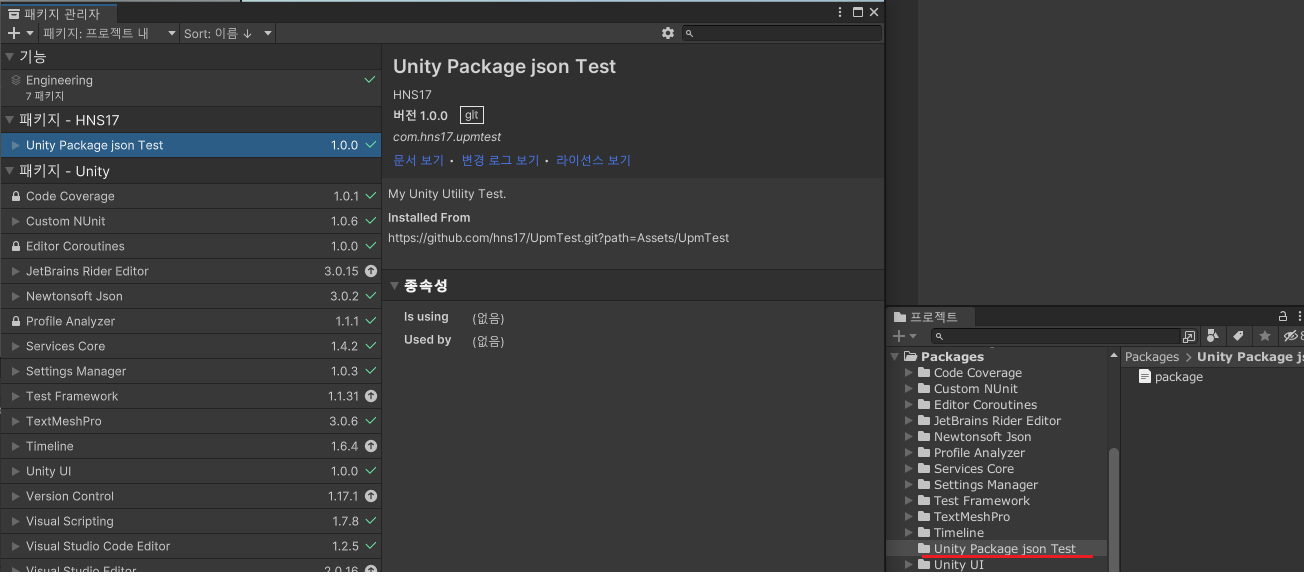 패키지 관리자
패키지: 프로젝트 내
Sort: 이름 ↓
기능
Engineering
7 패키지
패키지 - HNS17
Unity Package json Test 1.0.0
패키지 - Unity
Code Coverage 1.0.1
Custom NUnit 1.0.6
Editor Coroutines 1.0.0
JetBrains Rider Editor 3.0.15
Newtonsoft Json 3.0.2
Profile Analyzer 1.1.1
Services Core 1.4.2
Settings Manager 1.0.3
Test Framework 1.1.31
TextMeshPro 3.0.6
Timeline 1.6.4
Unity UI 1.0.0
Version Control 1.17.1
Visual Scripting 1.7.8
Visual Studio Code Editor 1.2.5
Visual Studio Editor 2.0.16
Unity Package json Test
HNS17
버전 1.0.0 git
com.hns17.upmtest
문서 보기 • 변경 로그 보기 • 라이선스 보기
My Unity Utility Test.
Installed From
https://github.com/hns17/UpmTest.git?path=Assets/UpmTest
종속성
Is using (없음)
Used by (없음)
프로젝트
Packages
Code Coverage
Custom NUnit
Editor Coroutines
JetBrains Rider Editor
Newtonsoft Json
Profile Analyzer
Services Core
Settings Manager
Test Framework
TextMeshPro
Timeline
Unity Package json Test
Unity UI
Packages > Unity Package js
package